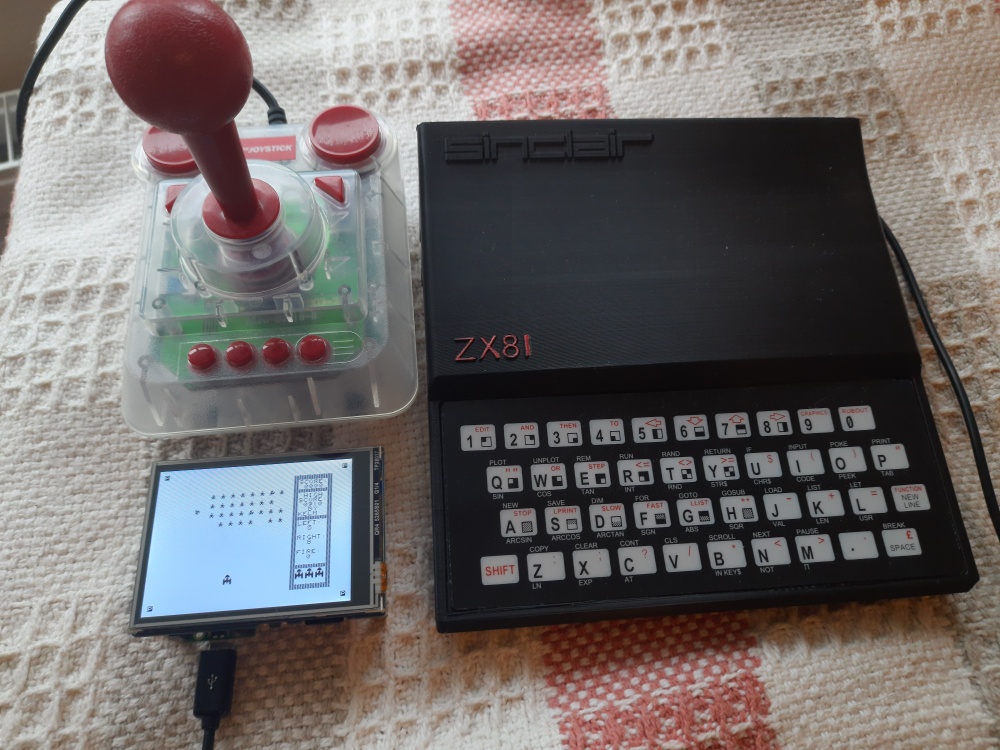 JOYSTICK
sinclair
ZX81
EDIT AND THEN TO GRAPHICS RUBOUT
1 2 3 4 5 6 7 8 9 0
PLOT UNPLOT REM RUN RAND RETURN IF INPUT POKE PRINT
" " OR STEP <= <> >= $ ( ) "
Q W E R T Y U I O P
SIN COS TAN INT RND STR$ CHR$ CODE PEEK TAB
NEW SAVE DIM FOR GOTO GOSUB LOAD LIST LET FUNCTION
STOP LPRINT SLOW FAST LLIST ** - + =
A S D F G H J K L NEW LINE
ARCSIN ARCCOS ARCTAN SGN ABS SQR VAL LEN USR
COPY CLEAR CONT CLS SCROLL NEXT PAUSE BREAK
: ; ? / * < > , £
SHIFT Z X C V B N M . SPACE
LN EXP AT INKEY$ NOT π
LEFT:
RIGHT:
8
FIRE: